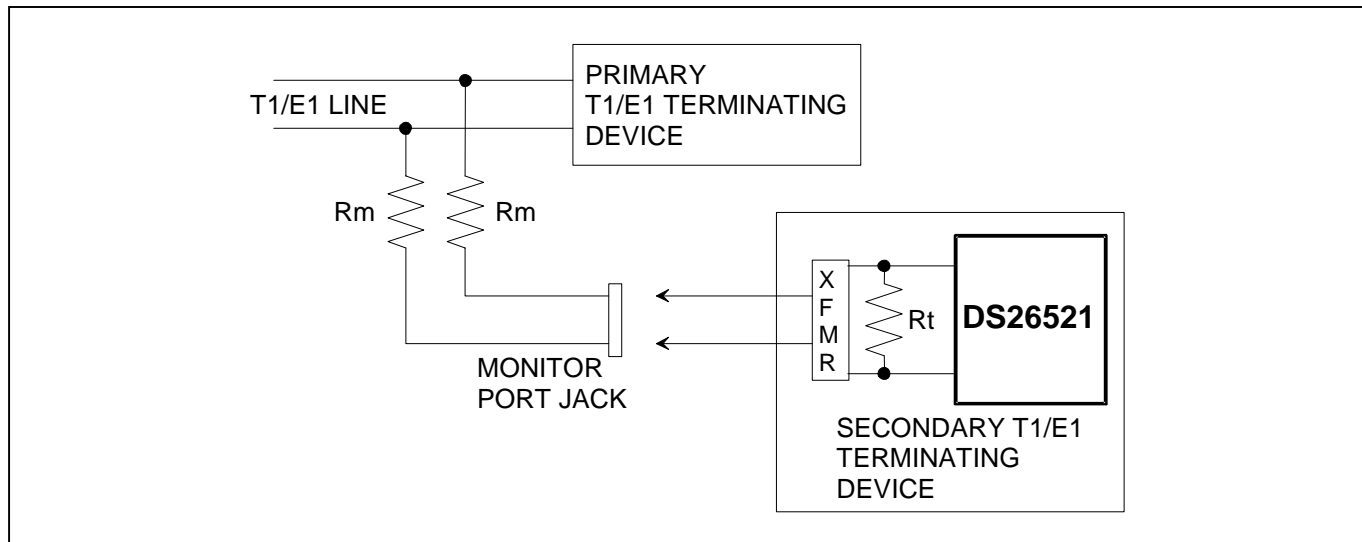 PRIMARY
T1/E1 TERMINATING
DEVICE
T1/E1 LINE
Rm
Rm
X
F
M
R
Rt
DS26521
MONITOR
PORT JACK
SECONDARY T1/E1
TERMINATING
DEVICE